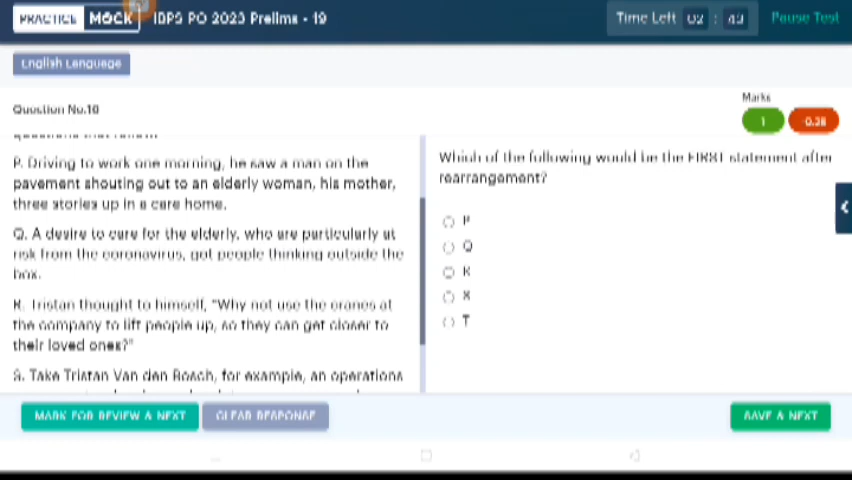 PRACTICE MOCK IBPS PO 2023 Prelims - 19
Time Left 02 : 43 Pause Test
English Language
Question No.10
Marks
1
0.25
P. Driving to work one morning, he saw a man on the
pavement shouting out to an elderly woman, his mother,
three stories up in a care home.
Q. A desire to care for the elderly, who are particularly at
risk from the coronavirus, got people thinking outside the
box.
R. Tristan thought to himself, "Why not use the cranes at
the company to lift people up, so they can get closer to
their loved ones?"
S. Take Tristan Van den Bosch, for example, an operations
Which of the following would be the FIRST statement after
rearrangement?
P
Q
R
S
T
MARK FOR REVIEW & NEXT
CLEAR RESPONSE
SAVE & NEXT